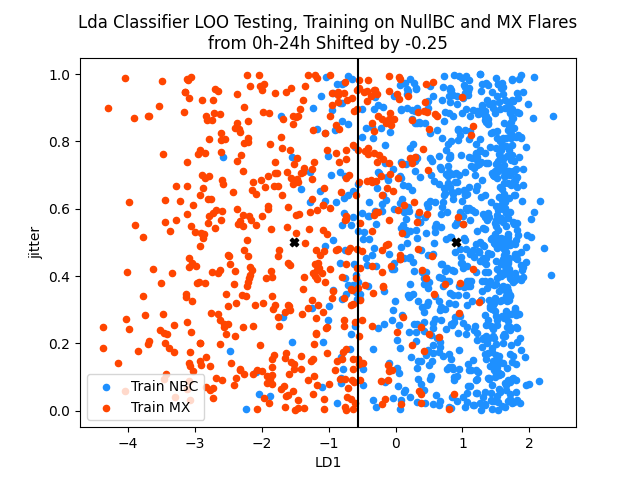 Lda Classifier LOO Testing, Training on NullBC and MX Flares
from 0h-24h Shifted by -0.25
1.0
0.8
0.6
0.4
0.2
0.0
jitter
Train NBC
Train MX
−4
−3
−2
−1
0
1
2
LD1